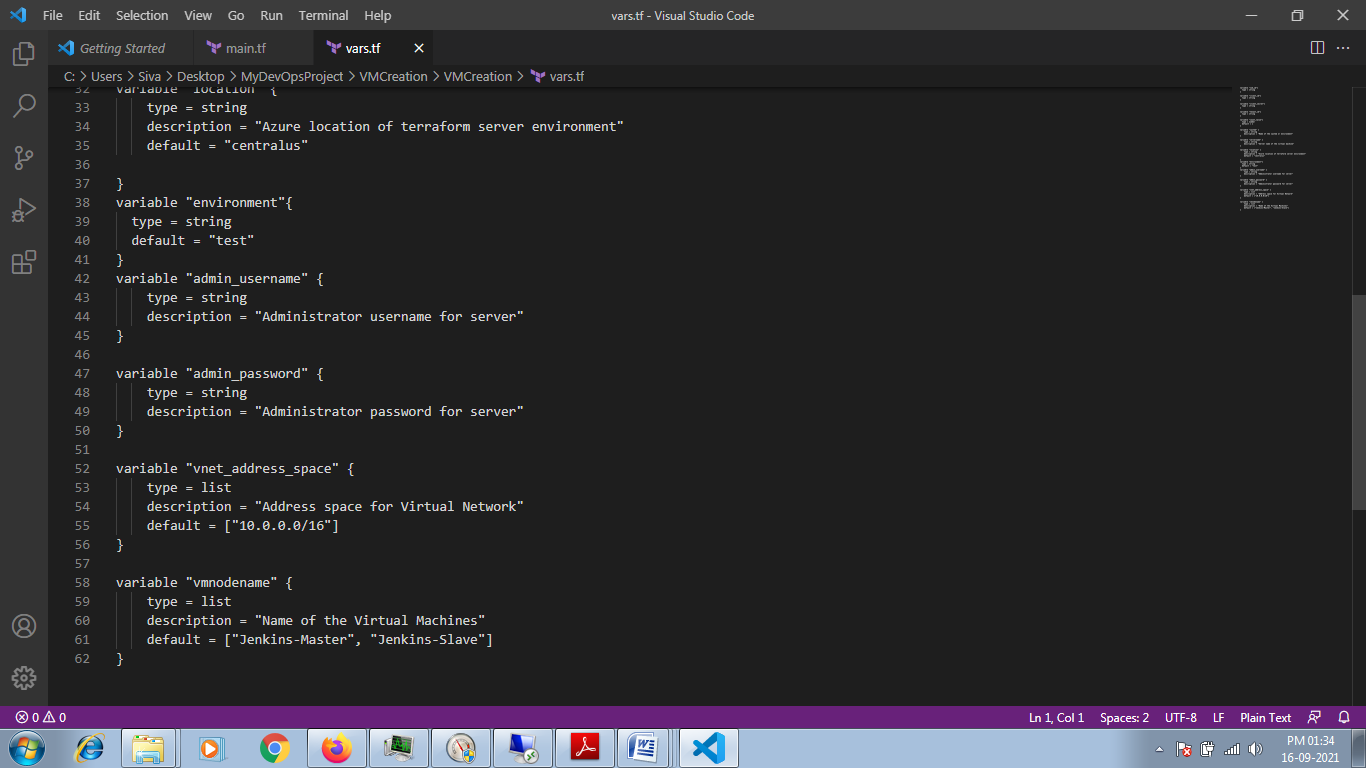 File Edit Selection View Go Run Terminal Help vars.tf - Visual Studio Code
Getting Started main.tf vars.tf
C: > Users > Siva > Desktop > MyDevOpsProject > VMCreation > VMCreation > vars.tf
32 variable "location" {
33 type = string
34 description = "Azure location of terraform server environment"
35 default = "centralus"
36
37 }
38 variable "environment"{
39 type = string
40 default = "test"
41 }
42 variable "admin_username" {
43 type = string
44 description = "Administrator username for server"
45 }
46
47 variable "admin_password" {
48 type = string
49 description = "Administrator password for server"
50 }
51
52 variable "vnet_address_space" {
53 type = list
54 description = "Address space for Virtual Network"
55 default = ["10.0.0.0/16"]
56 }
57
58 variable "vmnodename" {
59 type = list
60 description = "Name of the Virtual Machines"
61 default = ["Jenkins-Master", "Jenkins-Slave"]
62 }
0 0 Ln 1, Col 1 Spaces: 2 UTF-8 LF Plain Text
PM 01:34
16-09-2021